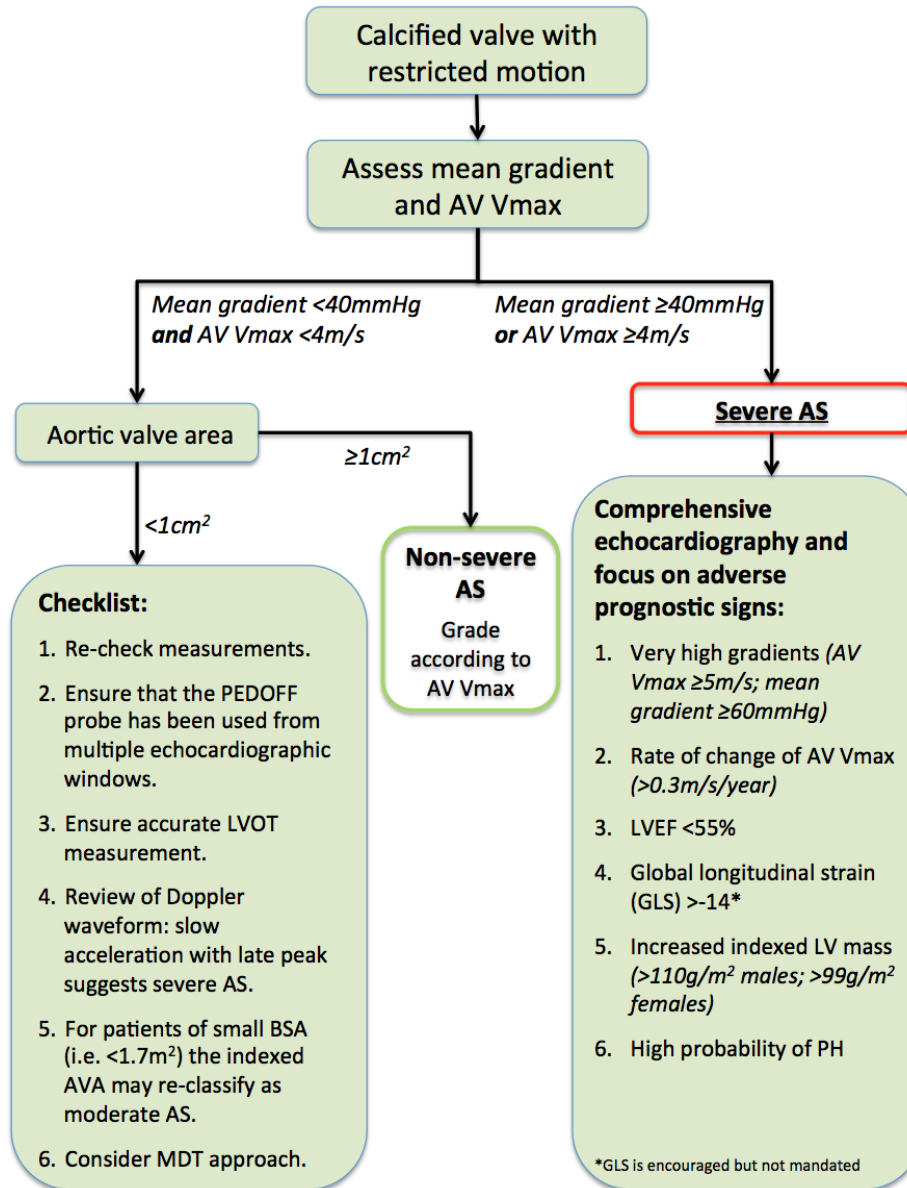 Calcified valve with
restricted motion
Assess mean gradient
and AV Vmax
Mean gradient <40mmHg
and AV Vmax <4m/s
Mean gradient ≥40mmHg
or AV Vmax ≥4m/s
Aortic valve area
≥1cm²
<1cm²
Severe AS
Non-severe
AS
Grade
according to
AV Vmax
Checklist:
1. Re-check measurements.
2. Ensure that the PEDOFF
probe has been used from
multiple echocardiographic
windows.
3. Ensure accurate LVOT
measurement.
4. Review of Doppler
waveform: slow
acceleration with late peak
suggests severe AS.
5. For patients of small BSA
(i.e. <1.7m²) the indexed
AVA may re-classify as
moderate AS.
6. Consider MDT approach.
Comprehensive
echocardiography and
focus on adverse
prognostic signs:
1. Very high gradients (AV
Vmax ≥5m/s; mean
gradient ≥60mmHg)
2. Rate of change of AV Vmax
(>0.3m/s/year)
3. LVEF <55%
4. Global longitudinal strain
(GLS) >-14*
5. Increased indexed LV mass
(>110g/m² males; >99g/m²
females)
6. High probability of PH
*GLS is encouraged but not mandated